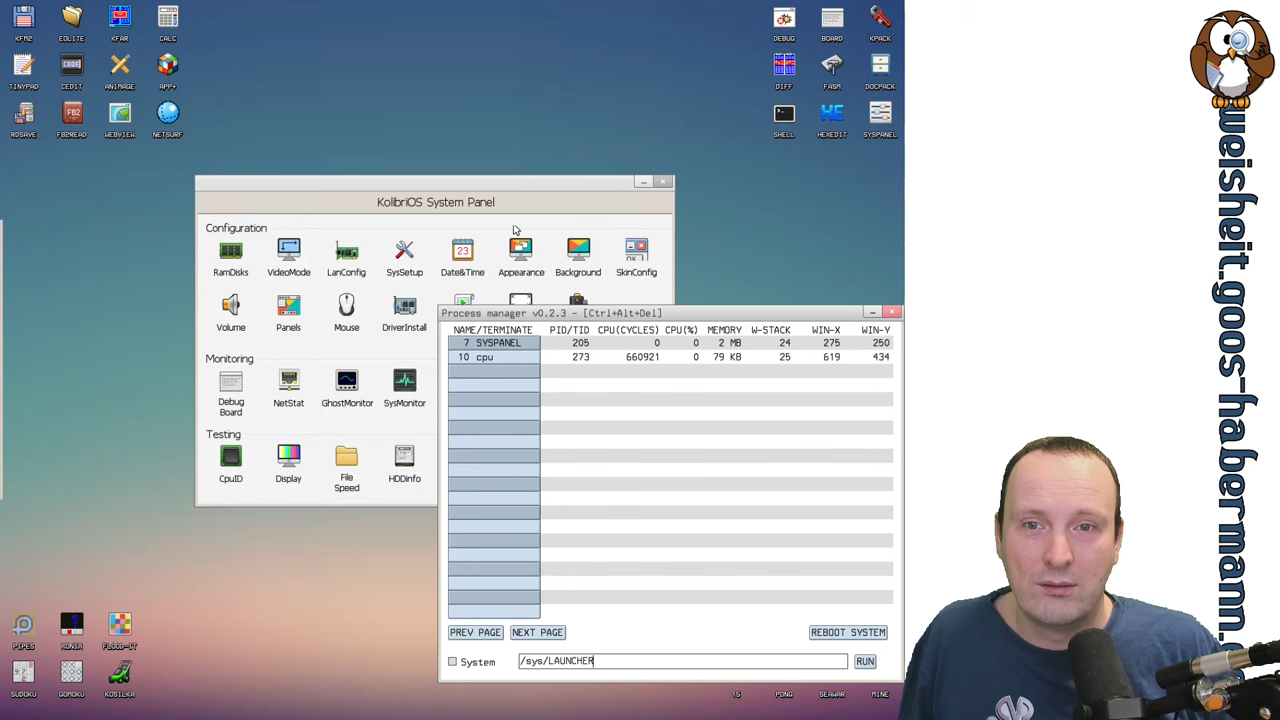 KFM2 EOLITE KFAR CALC
DEBUG BOARD KPACK
TINYPAD CEDIT ANIMAGE APP+
DIFF FASM DOCPACK
RDSAVE FB2READ WEBVIEW NETSURF
SHELL HEXEDIT SYSPANEL
KolibriOS System Panel
Configuration
RamDisks VideoMode LanConfig SysSetup Date&Time Appearance Background SkinConfig
Volume Panels Mouse DriverInstall
Monitoring
Debug Board NetStat GhostMonitor SysMonitor
Testing
CpuID Display File Speed HDDinfo
Process manager v0.2.3 - [Ctrl+Alt+Del]
NAME/TERMINATE PID/TID CPU(CYCLES) CPU(%) MEMORY W-STACK WIN-X WIN-Y
7 SYSPANEL 205 0 0 2 MB 24 275 250
10 cpu 273 660921 0 79 KB 25 619 434
PREV PAGE NEXT PAGE REBOOT SYSTEM
System /sys/LAUNCHER RUN
PIPES XONIX FLOOD-IT
SUDOKU GOMOKU KOSILKA
15 PONG SEAWAR MINE
weisheit.goos-habermann.de